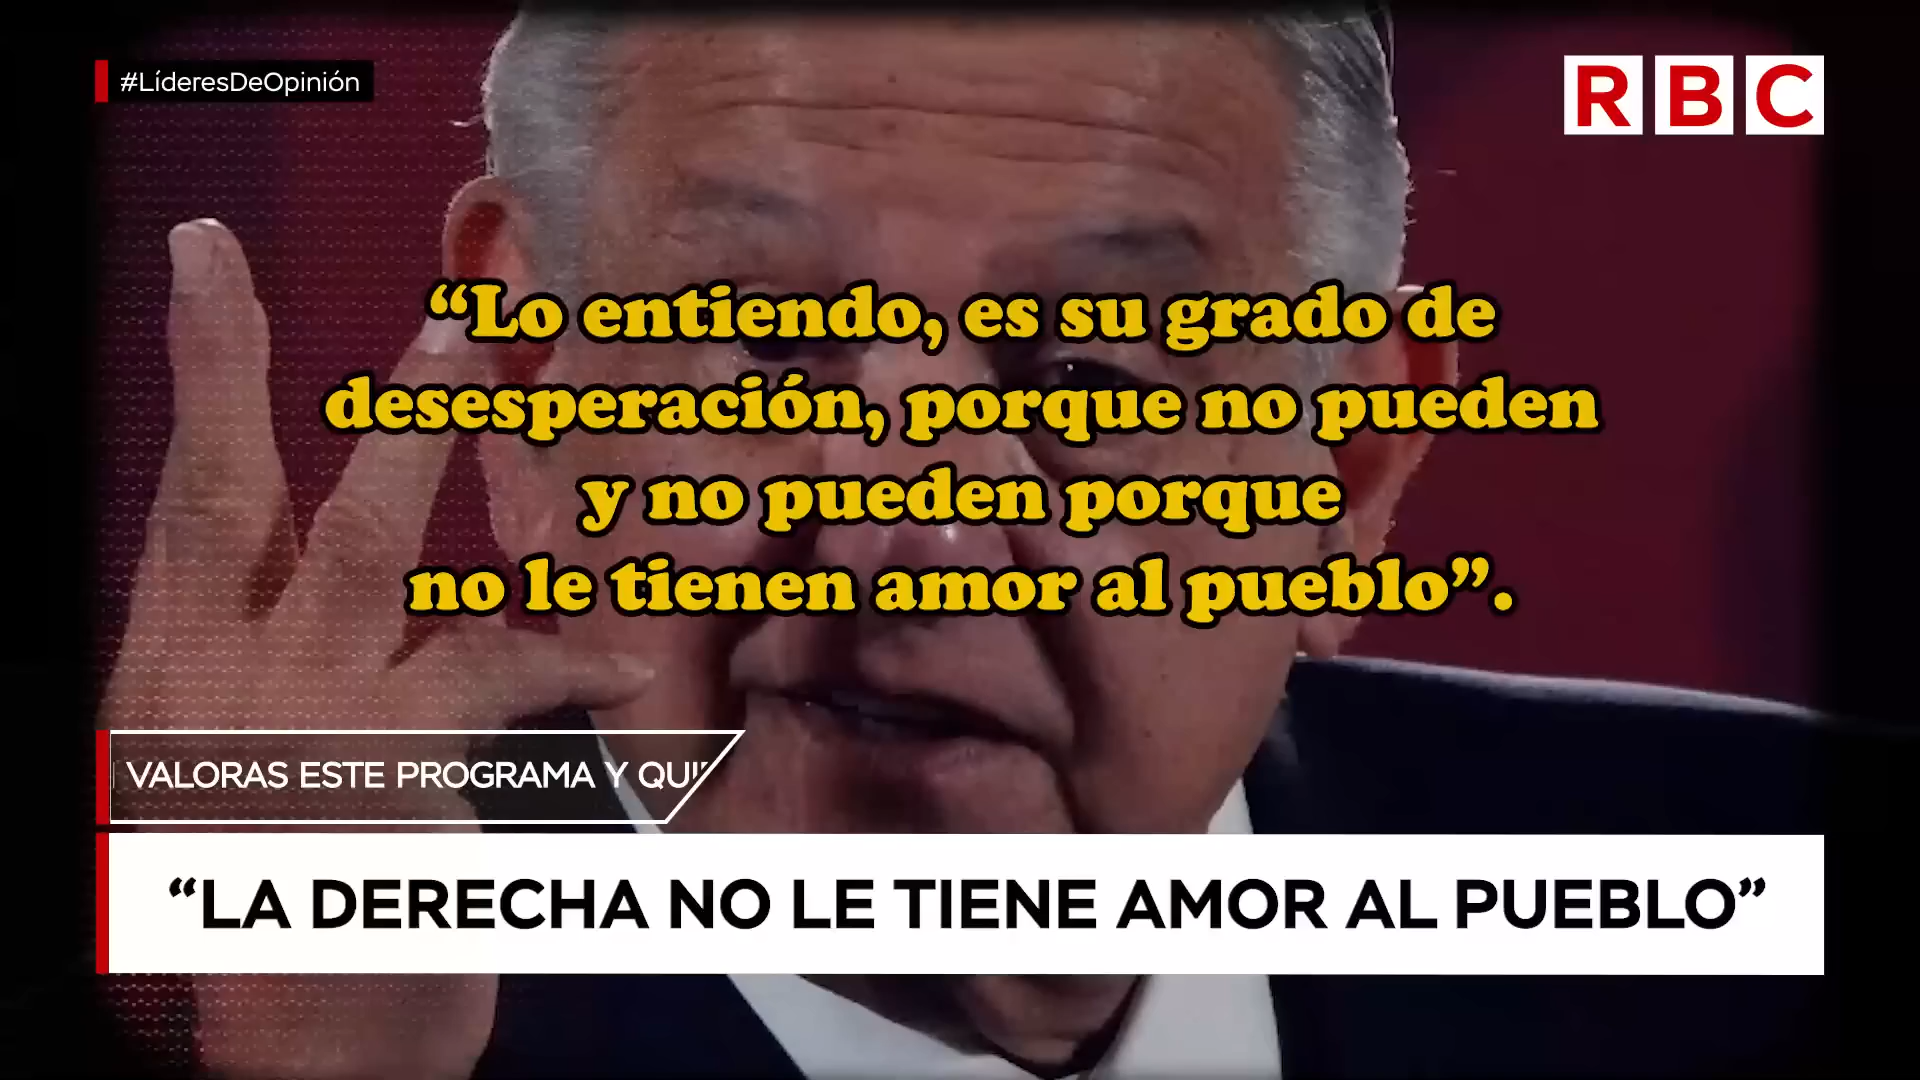 #LíderesDeOpinión
RBC
“Lo entiendo, es su grado de
desesperación, porque no pueden
y no pueden porque
no le tienen amor al pueblo”.
VALORAS ESTE PROGRAMA Y
“LA DERECHA NO LE TIENE AMOR AL PUEBLO”